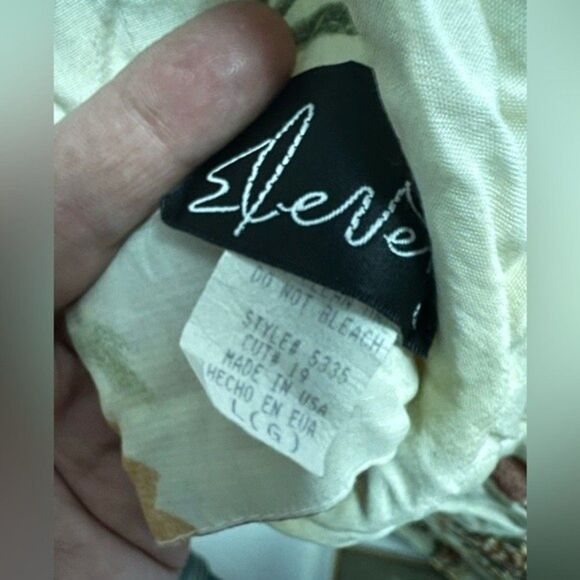 Eleve
DO NOT BLEACH
STYLE# 5335
CUT# 19
MADE IN USA
HECHO EN EUA
L(G)